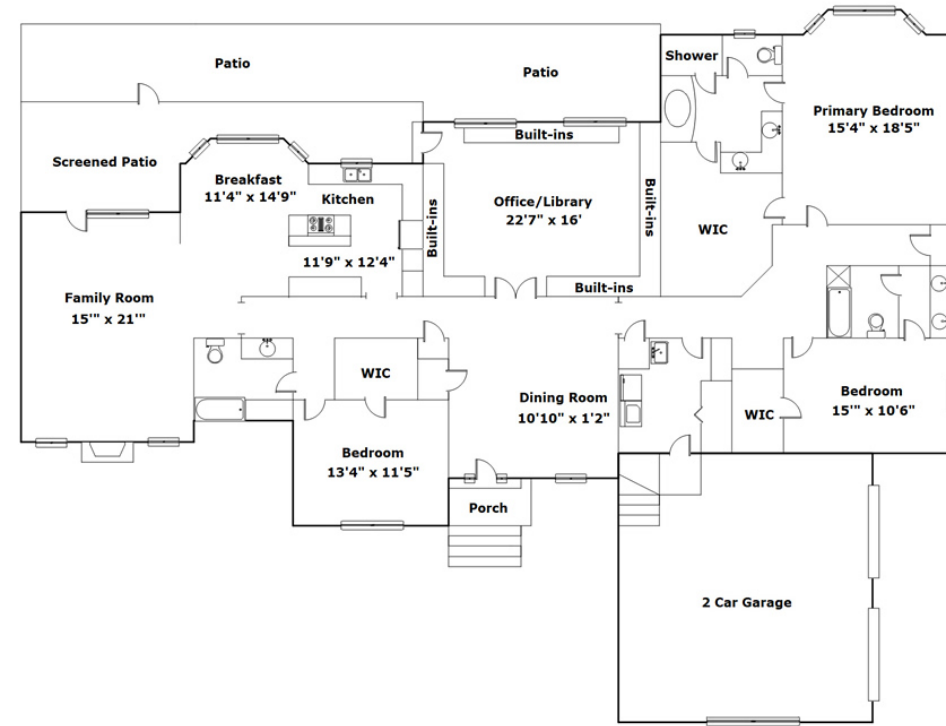 Patio
Patio
Shower
Primary Bedroom
15'4" x 18'5"
Built-ins
Screened Patio
Breakfast
11'4" x 14'9"
Kitchen
11'9" x 12'4"
Built-ins
Office/Library
22'7" x 16'
Built-ins
Built-ins
WIC
Family Room
15'" x 21'"
WIC
Dining Room
10'10" x 1'2"
WIC
Bedroom
15'" x 10'6"
Bedroom
13'4" x 11'5"
Porch
2 Car Garage